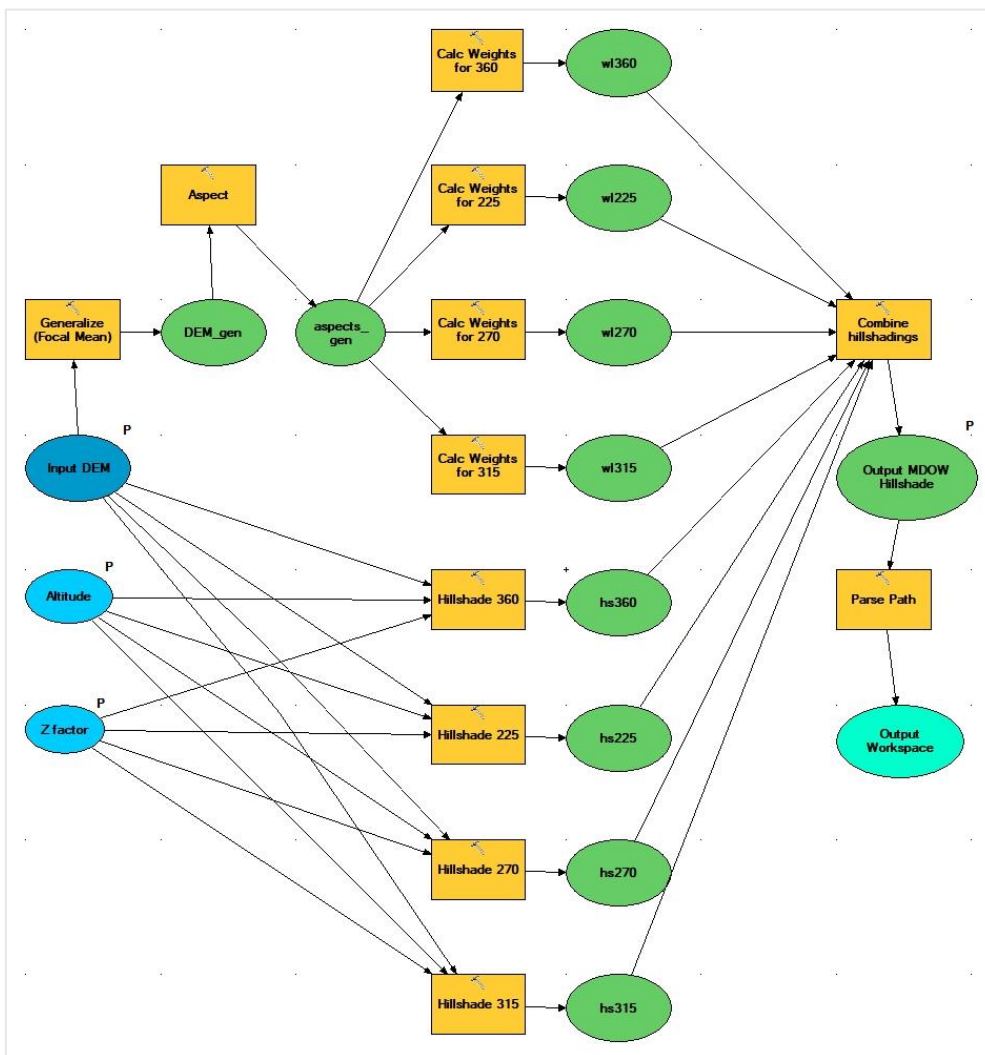 Calc Weights
for 360
wl360
Aspect
Calc Weights
for 225
wl225
Generalize
(Focal Mean)
DEM_gen
aspects_
gen
Calc Weights
for 270
wl270
Combine
hillshadings
P
Input DEM
Calc Weights
for 315
wl315
P
Output MDOW
Hillshade
P
Altitude
Hillshade 360
hs360
Parse Path
P
Z factor
Hillshade 225
hs225
Output
Workspace
Hillshade 270
hs270
Hillshade 315
hs315